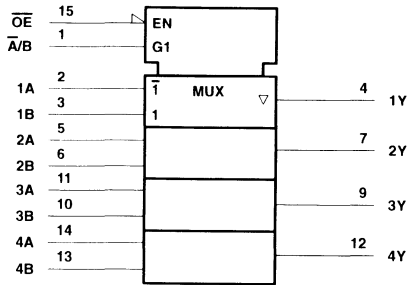 O̅E̅ 15 EN
A̅/B 1 G1
1A 2 1̅ MUX ▽ 4 1Y
1B 3 1
2A 5 7 2Y
2B 6
3A 11 9 3Y
3B 10
4A 14 12 4Y
4B 13